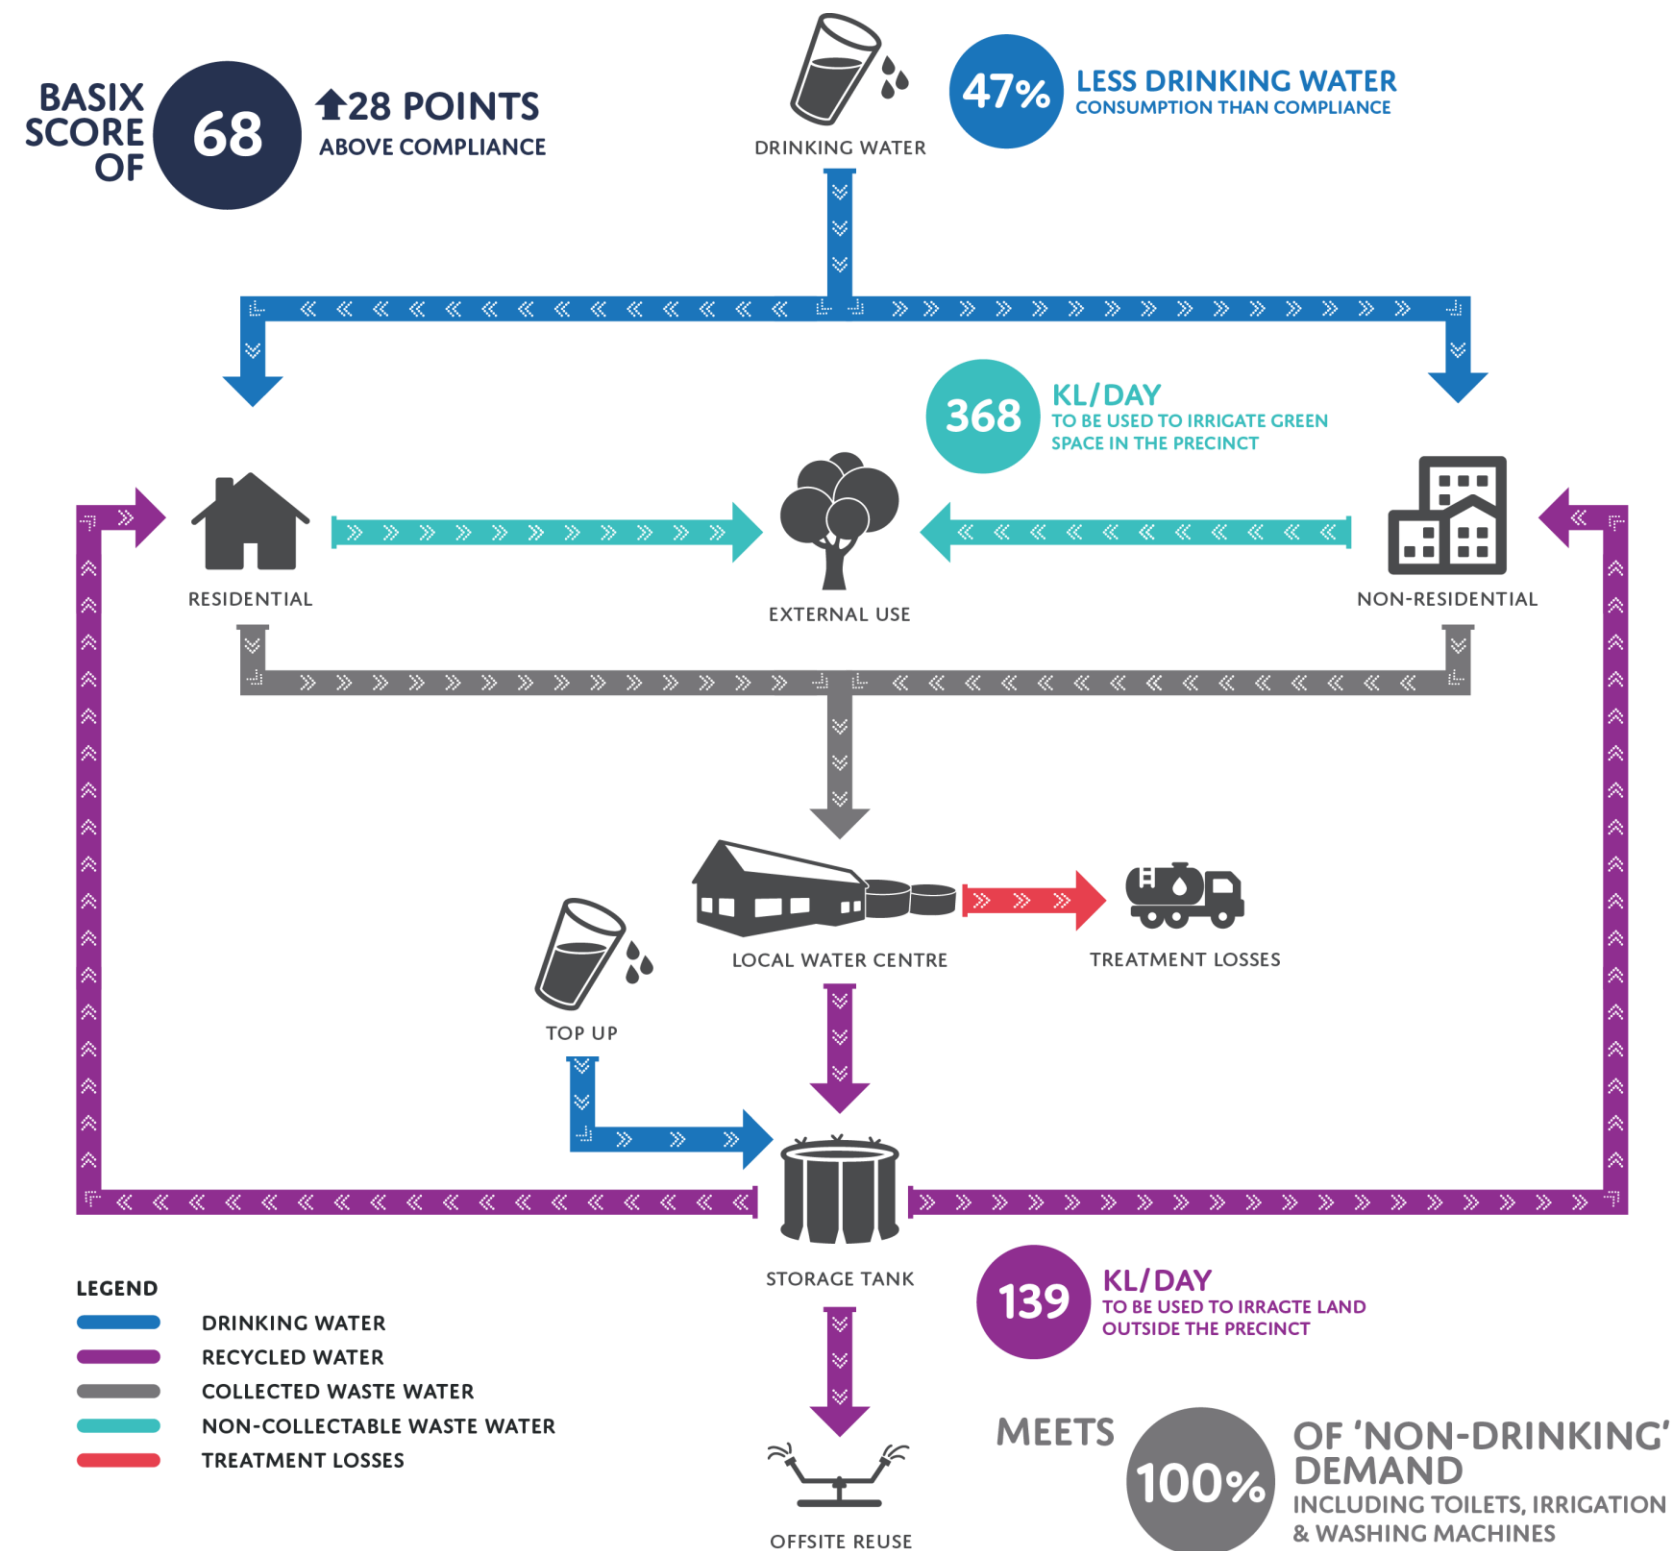 BASIX
SCORE
OF
68
28 POINTS
ABOVE COMPLIANCE
DRINKING WATER
47%
LESS DRINKING WATER
CONSUMPTION THAN COMPLIANCE
368
KL/DAY
TO BE USED TO IRRIGATE GREEN
SPACE IN THE PRECINCT
RESIDENTIAL
EXTERNAL USE
NON-RESIDENTIAL
LOCAL WATER CENTRE
TREATMENT LOSSES
TOP UP
STORAGE TANK
139
KL/DAY
TO BE USED TO IRRAGTE LAND
OUTSIDE THE PRECINCT
LEGEND
DRINKING WATER
RECYCLED WATER
COLLECTED WASTE WATER
NON-COLLECTABLE WASTE WATER
TREATMENT LOSSES
OFFSITE REUSE
MEETS
100%
OF 'NON-DRINKING'
DEMAND
INCLUDING TOILETS, IRRIGATION
& WASHING MACHINES